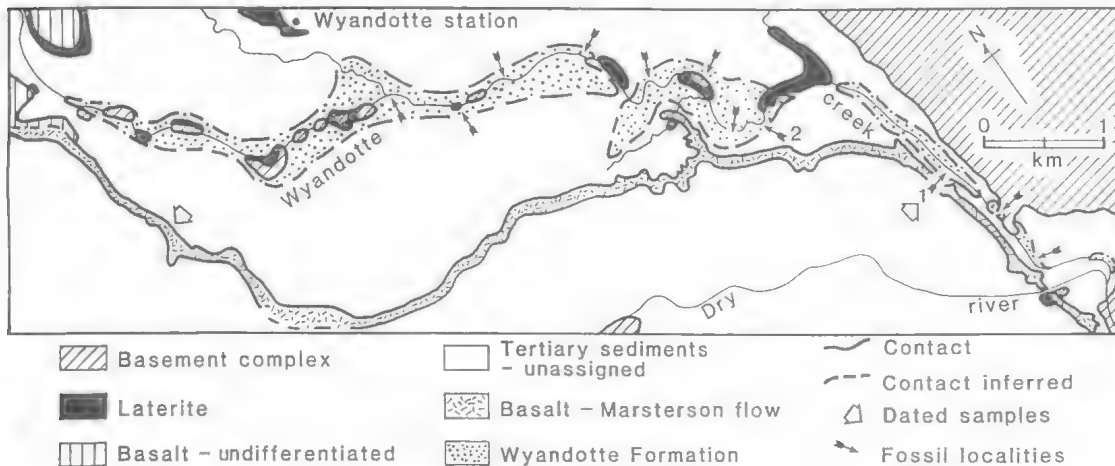 Wyandotte station
N
Wyandotte
creek
2
0 1
km
1
Dry
river
Basement complex
Laterite
Basalt – undifferentiated
Tertiary sediments
– unassigned
Basalt – Marsterson flow
Wyandotte Formation
Contact
Contact inferred
Dated samples
Fossil localities